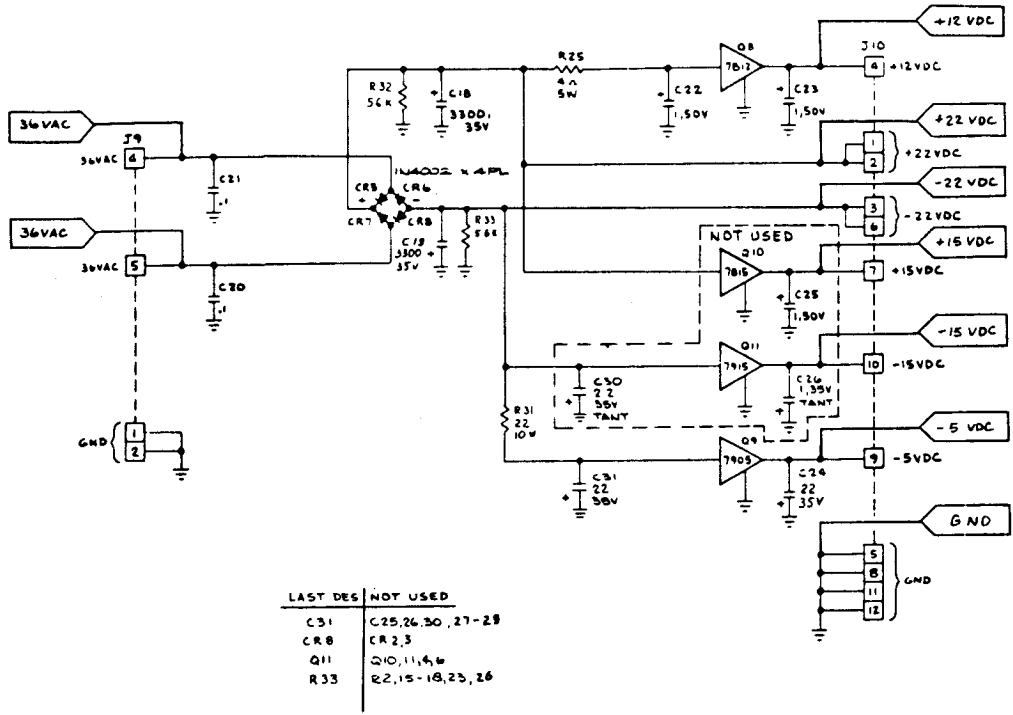 +12 VDC
Q8
7812
J10
4
+12VDC
R25
4Ω
5W
R32
56K
C18
3300,
35V
C22
1,50V
C23
1,50V
36VAC
J9
36VAC
4
C21
.1
+22 VDC
1
2
+22VDC
1N4002 x 4PL
CR5
CR6
+
-
CR7
CR8
-22 VDC
3
6
-22VDC
36VAC
36VAC
5
C20
.1
C19
3300
35V
R33
56K
NOT USED
Q10
7815
C25
1,50V
+15 VDC
7
+15VDC
Q11
7915
C30
2.2
35V
TANT
C26
1,35V
TANT
-15 VDC
10
-15VDC
R31
22
10W
GND
1
2
Q9
7905
C31
22
35V
C24
22
35V
- 5 VDC
9
-5VDC
GND
5
8
11
12
GND
LAST DES NOT USED
C31 C25,26,30,27-29
CR8 CR2,3
Q11 Q10,11,4,6
R33 R2,15-18,23,26